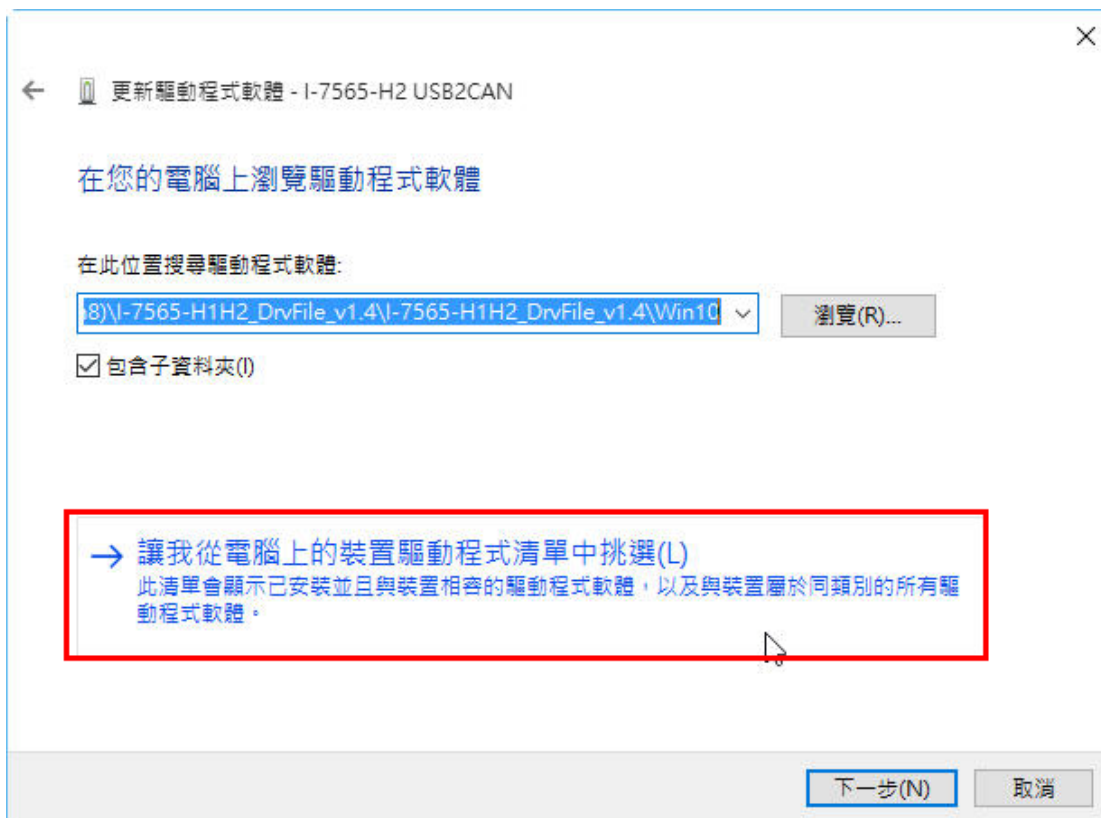 更新驅動程式軟體 - I-7565-H2 USB2CAN
在您的電腦上瀏覽驅動程式軟體
在此位置搜尋驅動程式軟體:
8)\I-7565-H1H2_DrvFile_v1.4\I-7565-H1H2_DrvFile_v1.4\Win10
瀏覽(R)...
包含子資料夾(I)
讓我從電腦上的裝置驅動程式清單中挑選(L)
此清單會顯示已安裝並且與裝置相容的驅動程式軟體，以及與裝置屬於同類別的所有驅
動程式軟體。
下一步(N)
取消